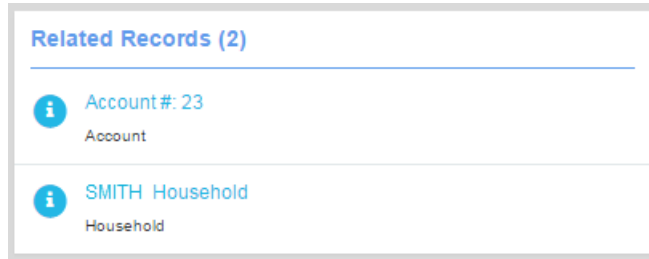 Related Records (2)
Account #: 23
Account
SMITH Household
Household